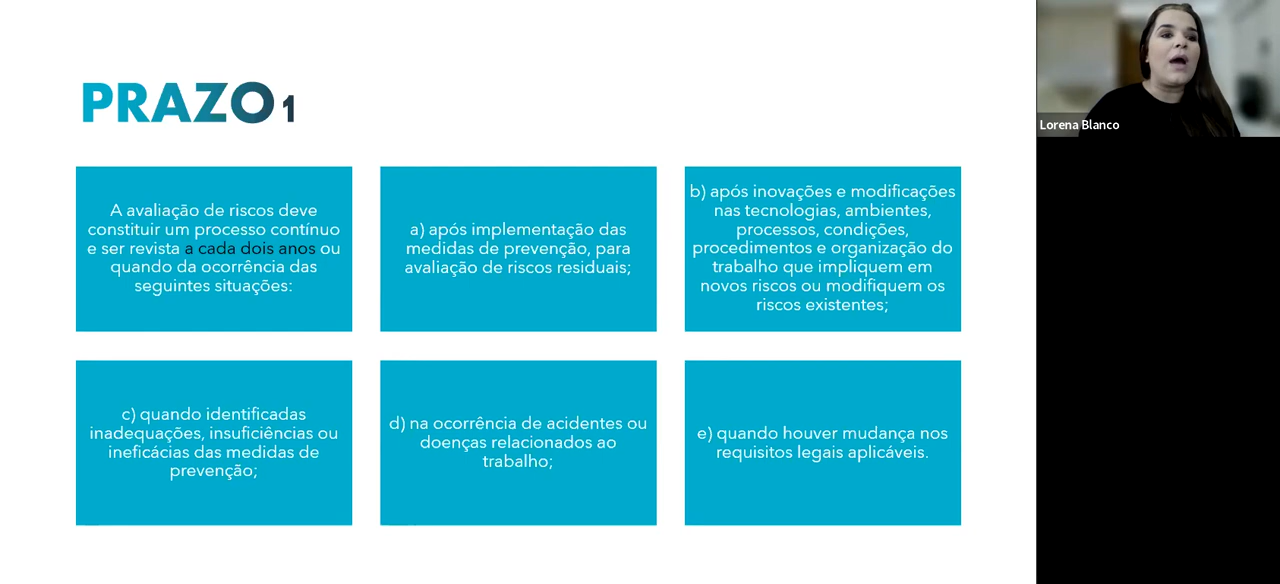 PRAZO 1
A avaliação de riscos deve
constituir um processo contínuo
e ser revista a cada dois anos ou
quando da ocorrência das
seguintes situações:
a) após implementação das
medidas de prevenção, para
avaliação de riscos residuais;
b) após inovações e modificações
nas tecnologias, ambientes,
processos, condições,
procedimentos e organização do
trabalho que impliquem em
novos riscos ou modifiquem os
riscos existentes;
c) quando identificadas
inadequações, insuficiências ou
ineficácias das medidas de
prevenção;
d) na ocorrência de acidentes ou
doenças relacionados ao
trabalho;
e) quando houver mudança nos
requisitos legais aplicáveis.
Lorena Blanco